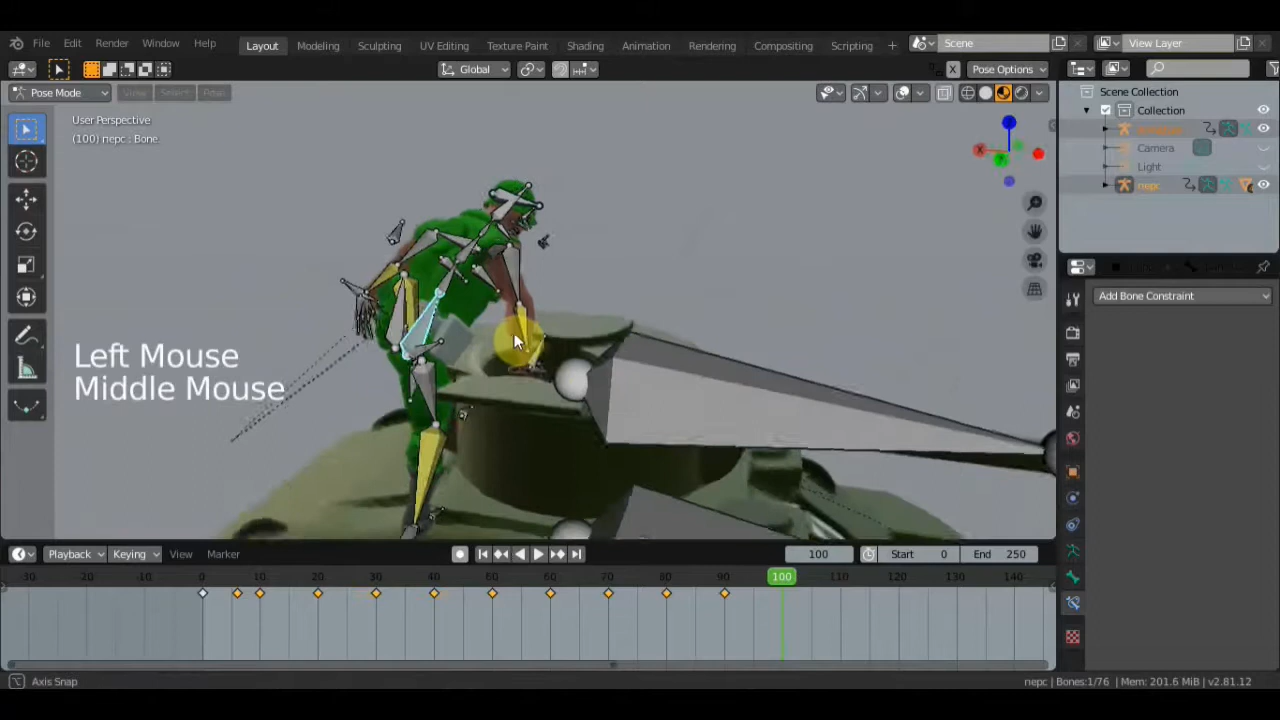 File Edit Render Window Help Layout Modeling Sculpting UV Editing Texture Paint Shading Animation Rendering Compositing Scripting + Scene View Layer
Global X Pose Options
Pose Mode View Select Pose
Scene Collection
Collection
Camera
Light
nepc
User Perspective
(100) nepc : Bone
X
Y
Z
Add Bone Constraint
Left Mouse
Middle Mouse
Playback Keying View Marker 100 Start 0 End 250
-30 -20 0 10 20 30 40 50 60 70 80 90 100 110 120 130 140
Axis Snap nepc | Bones:1/76 | Mem: 201.6 MiB | v2.81.12